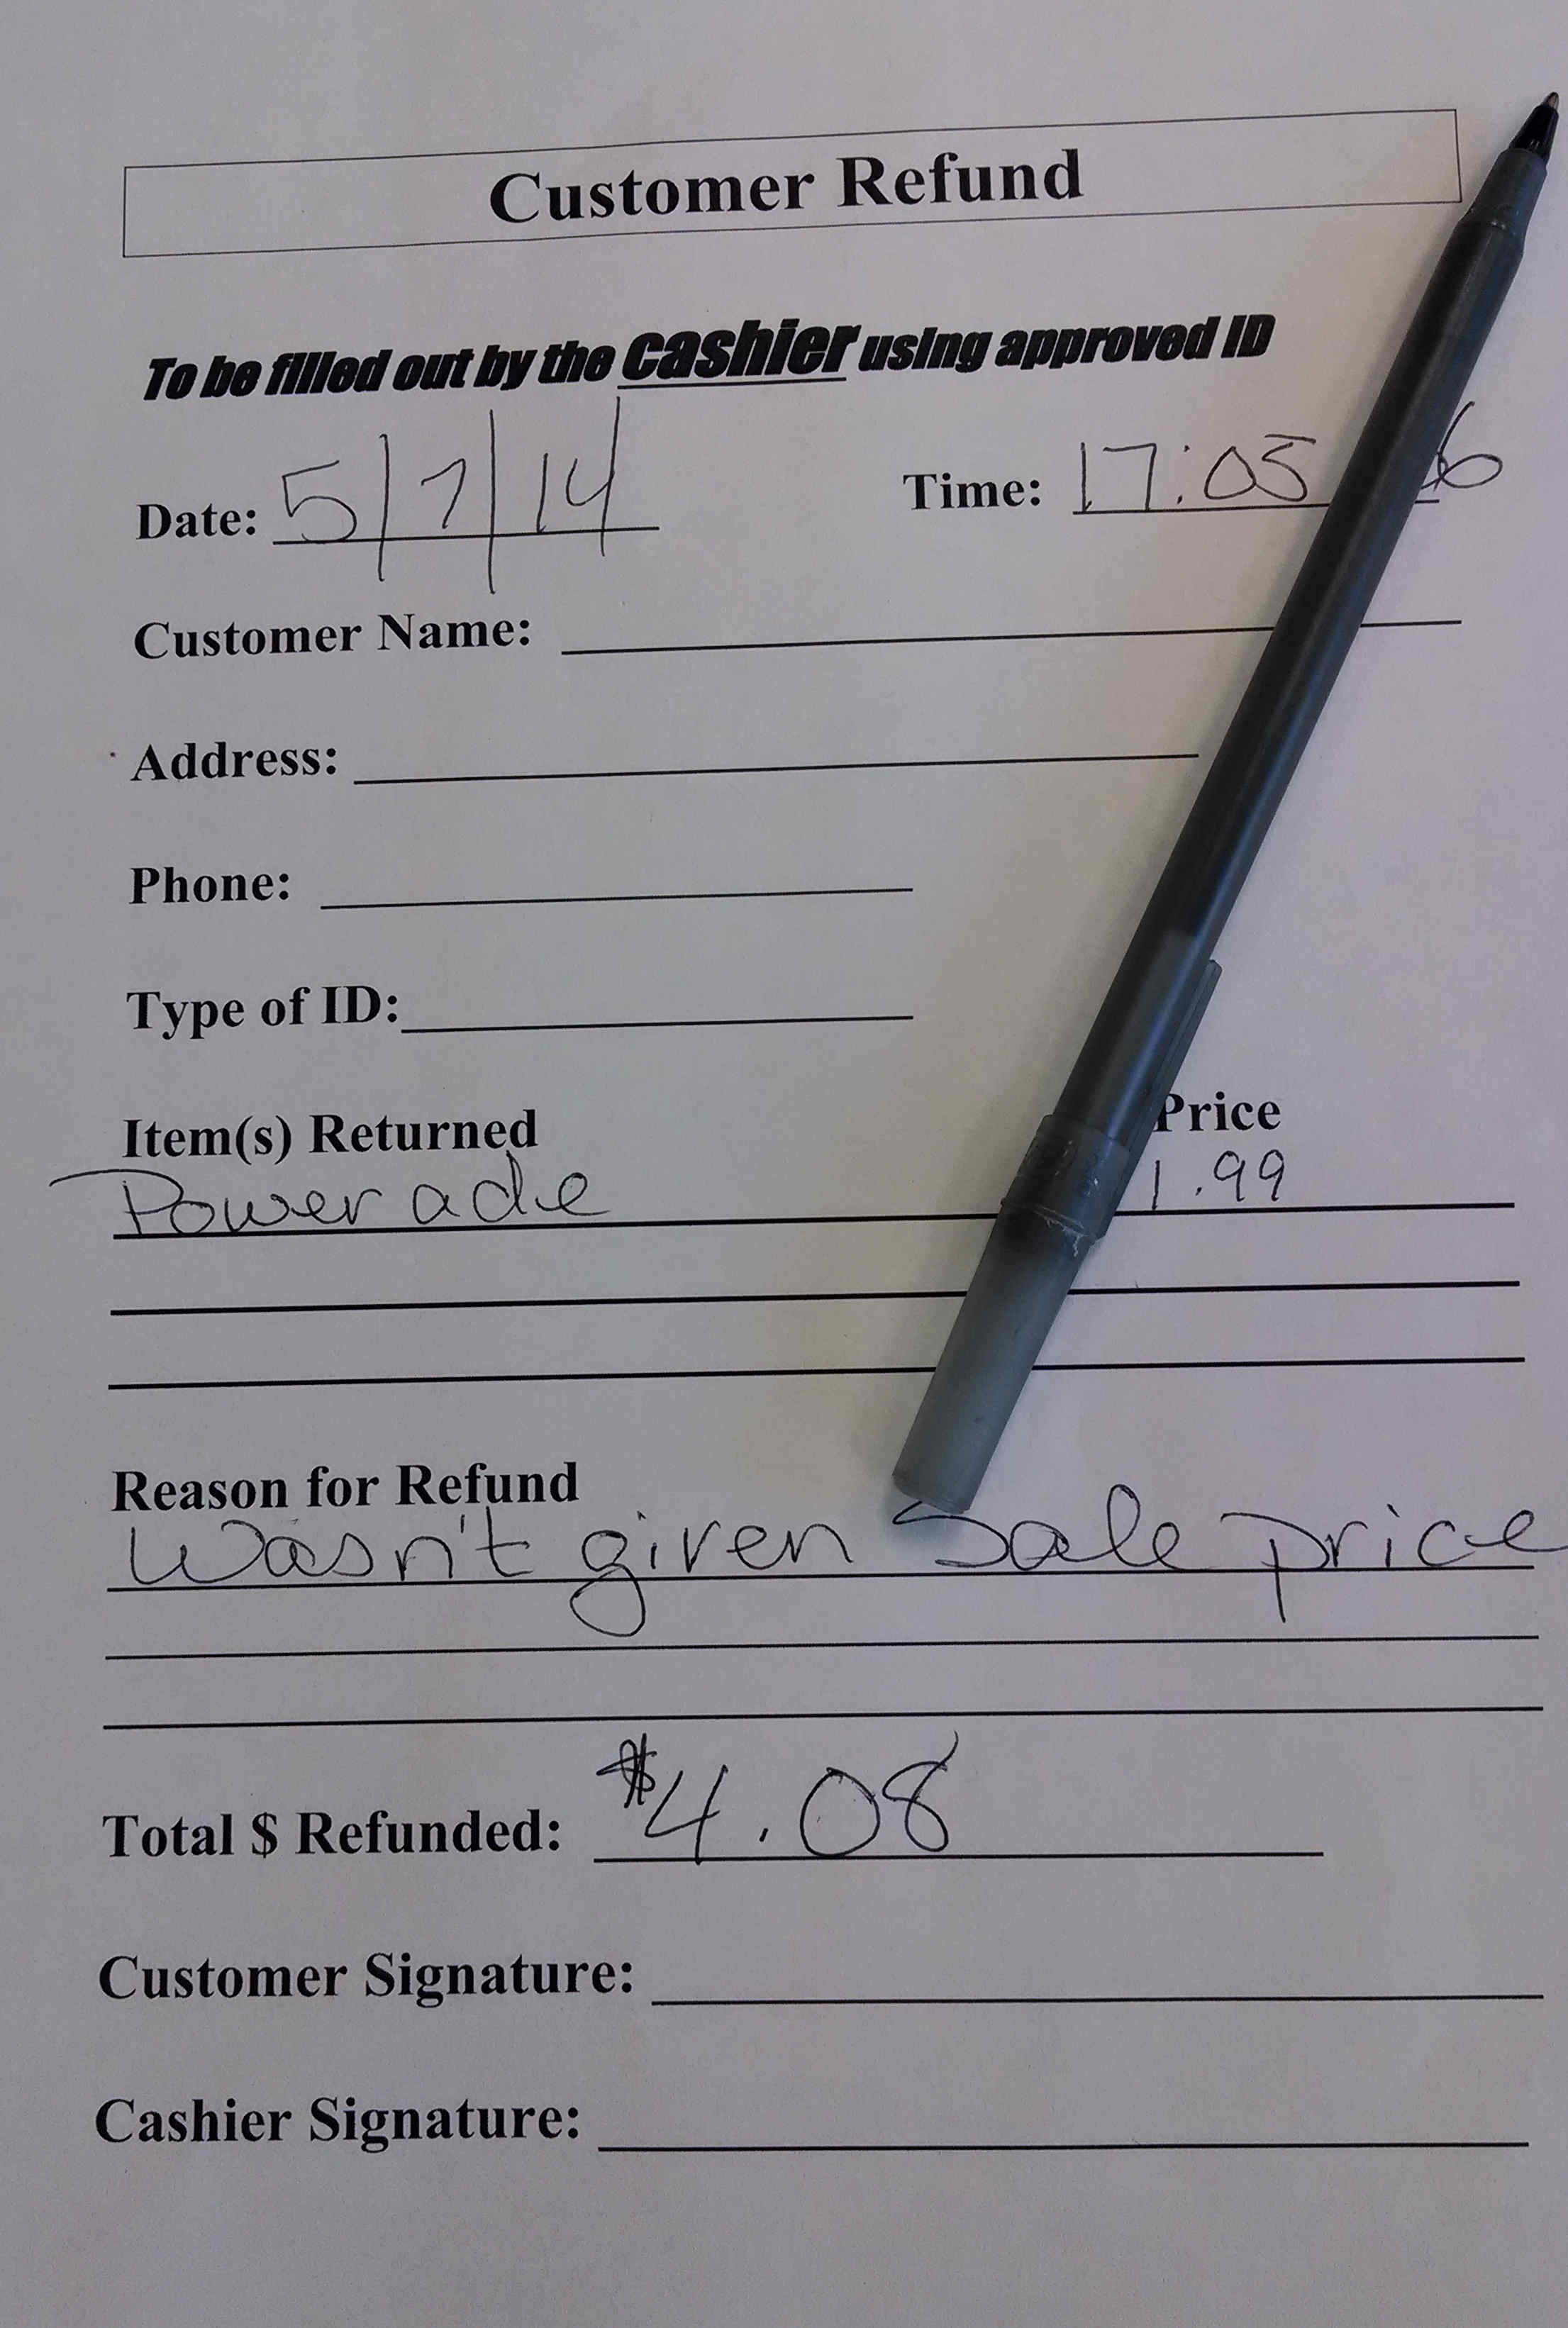 Customer Refund
To be filled out by the cashier using approved ID
Date: 5/7/14 Time: 17:05 6
Customer Name:
Address:
Phone:
Type of ID:
Item(s) Returned Price
Powerade 1.99
Reason for Refund
Wasn't given Sale price
Total $ Refunded: $4.08
Customer Signature:
Cashier Signature: